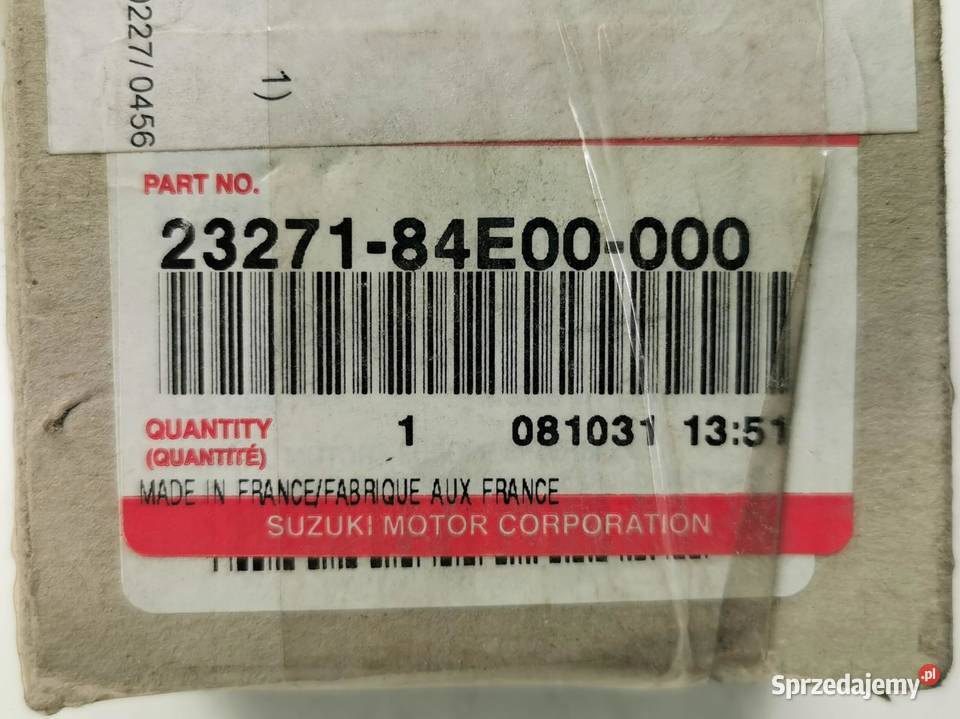 0227/0456
1)
PART NO.
23271-84E00-000
QUANTITY 1 081031 13:51
(QUANTITÉ)
MADE IN FRANCE/FABRIQUE AUX FRANCE
SUZUKI MOTOR CORPORATION
Sprzedajemy.pl